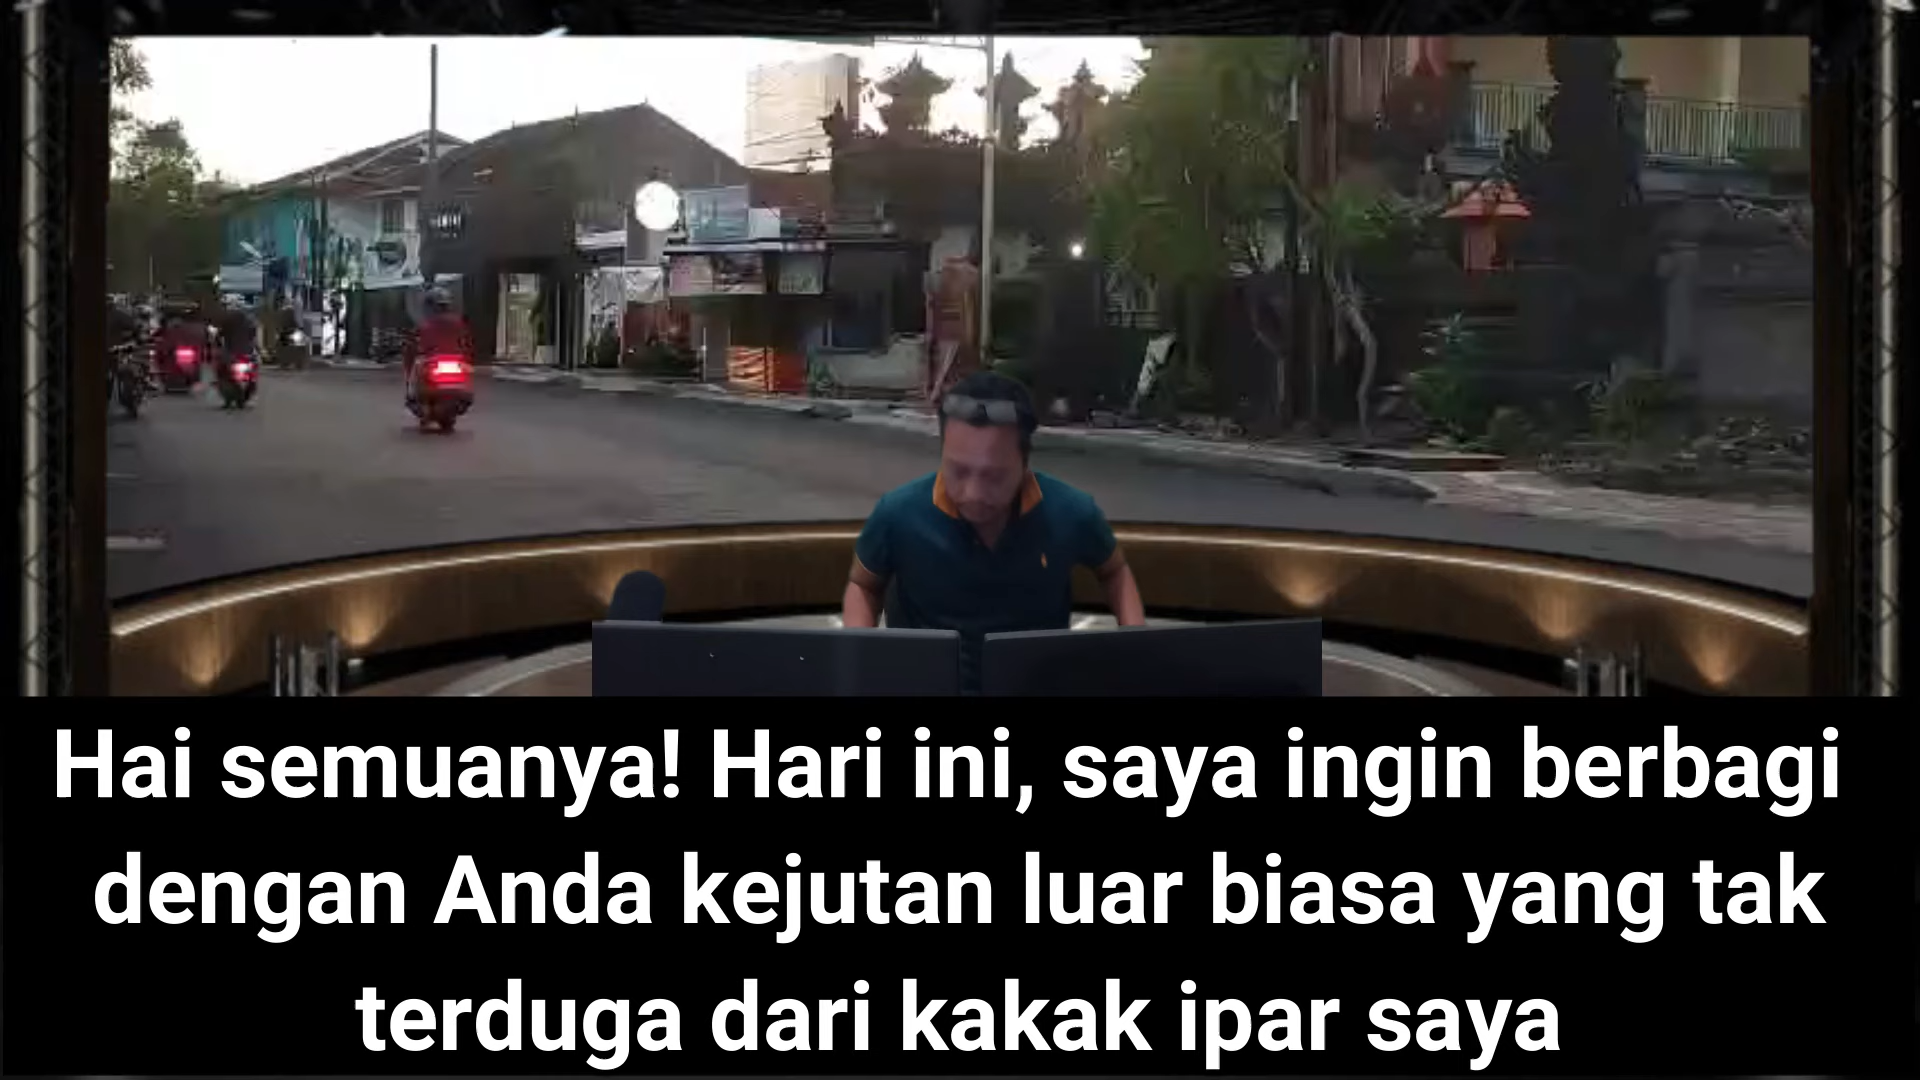 Hai semuanya! Hari ini, saya ingin berbagi
dengan Anda kejutan luar biasa yang tak
terduga dari kakak ipar saya